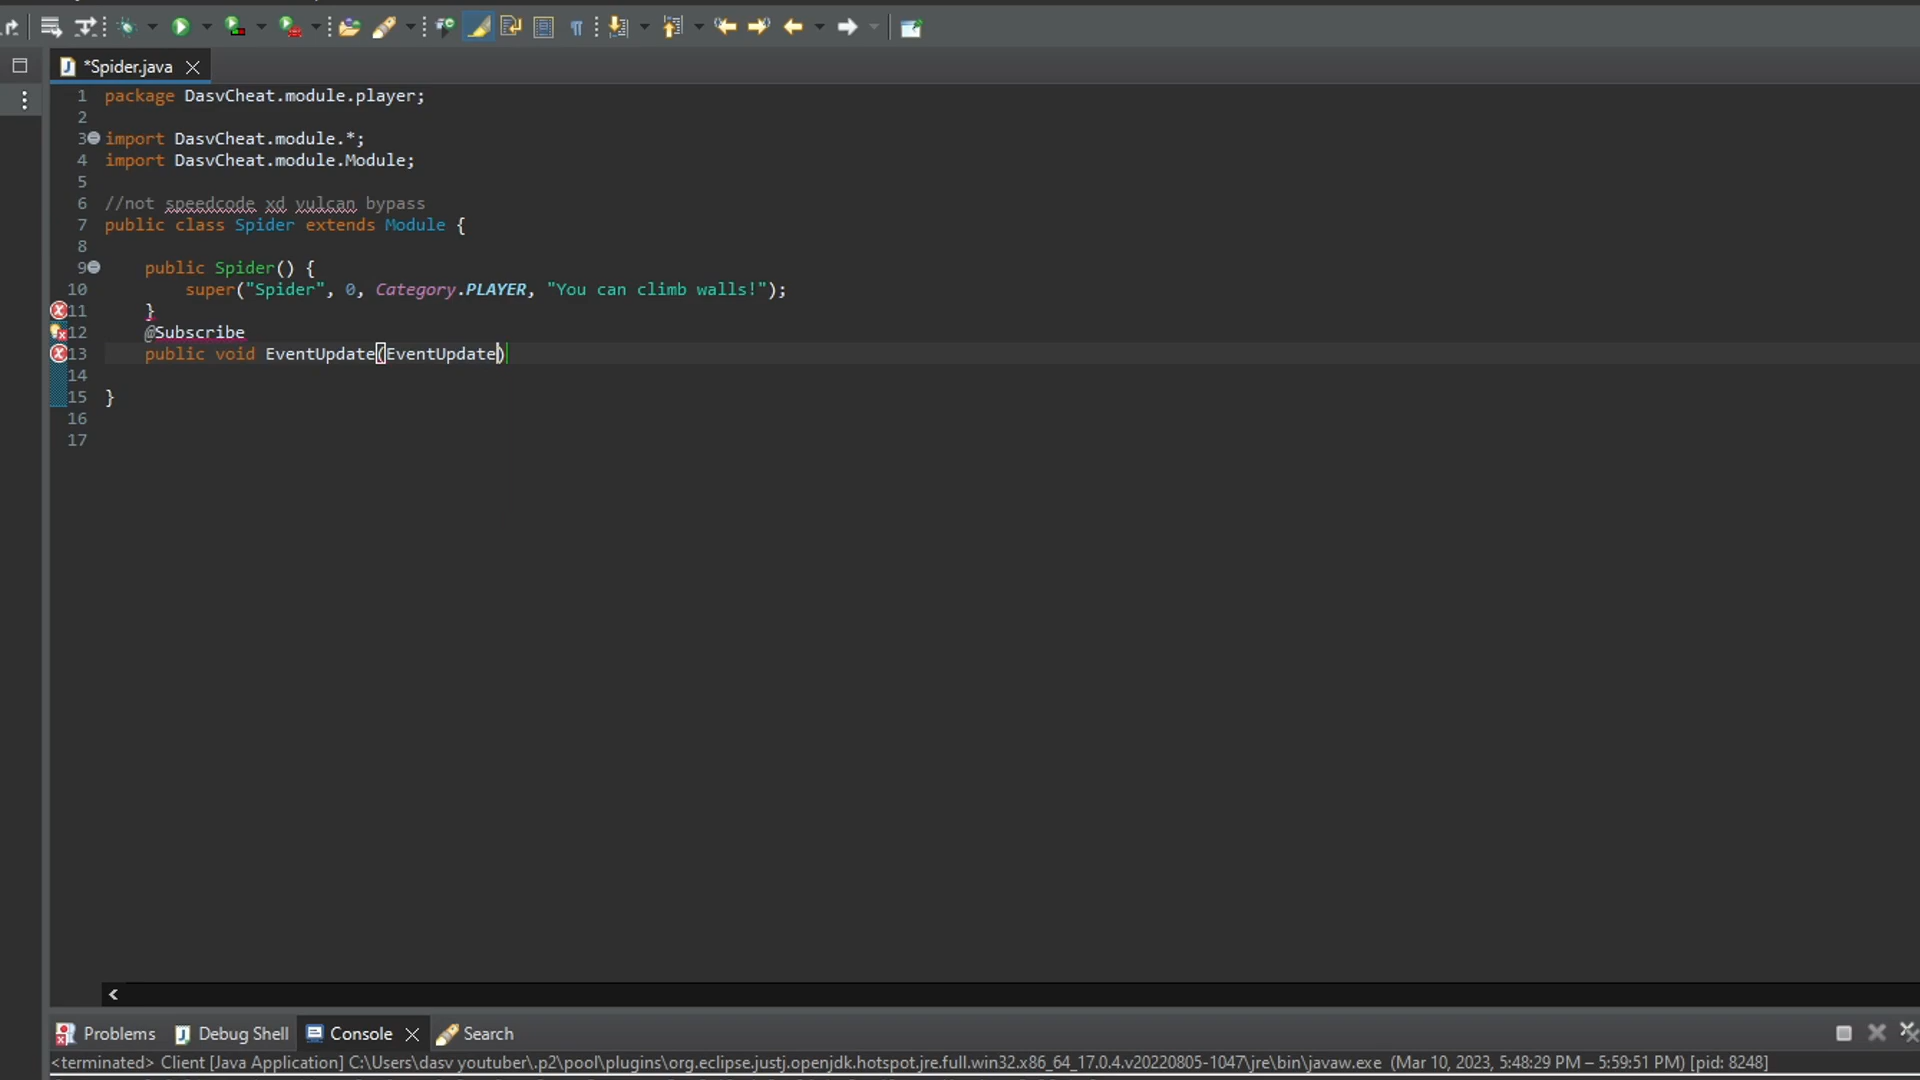 *Spider.java
1 package DasvCheat.module.player;
2
3 import DasvCheat.module.*;
4 import DasvCheat.module.Module;
5
6 //not speedcode xd vulcan bypass
7 public class Spider extends Module {
8
9 public Spider() {
10 super("Spider", 0, Category.PLAYER, "You can climb walls!");
11 }
12 @Subscribe
13 public void EventUpdate(EventUpdate)
14
15 }
16
17
Problems Debug Shell Console Search
<terminated> Client [Java Application] C:\Users\dasv youtuber\.p2\pool\plugins\org.eclipse.justj.openjdk.hotspot.jre.full.win32.x86_64_17.0.4.v20220805-1047\jre\bin\javaw.exe (Mar 10, 2023, 5:48:29 PM – 5:59:51 PM) [pid: 8248]